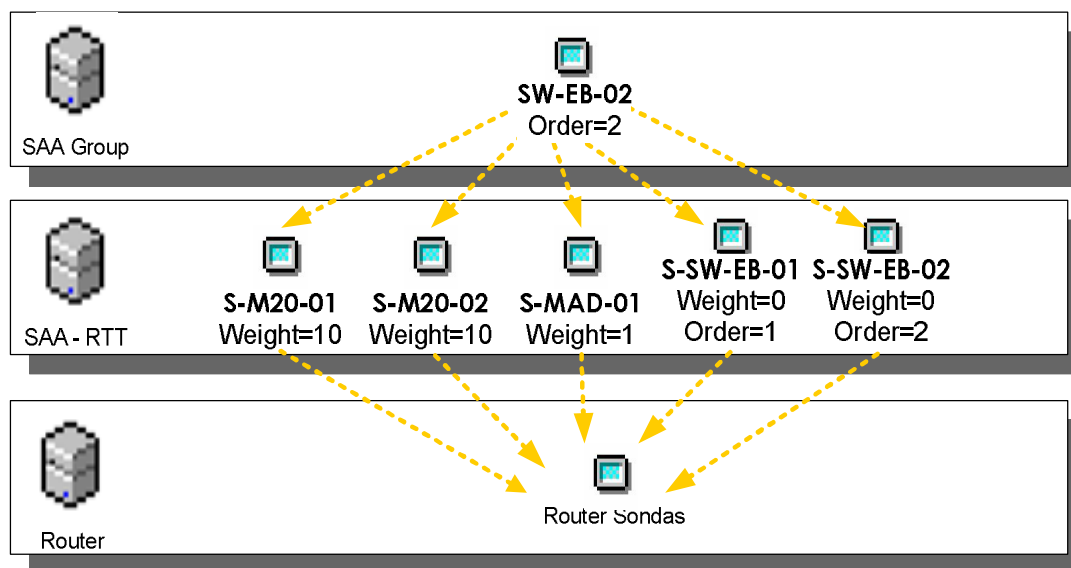 SW-EB-02
Order=2
SAA Group
S-M20-01
Weight=10
S-M20-02
Weight=10
S-MAD-01
Weight=1
S-SW-EB-01
Weight=0
Order=1
S-SW-EB-02
Weight=0
Order=2
SAA - RTT
Router Sondas
Router